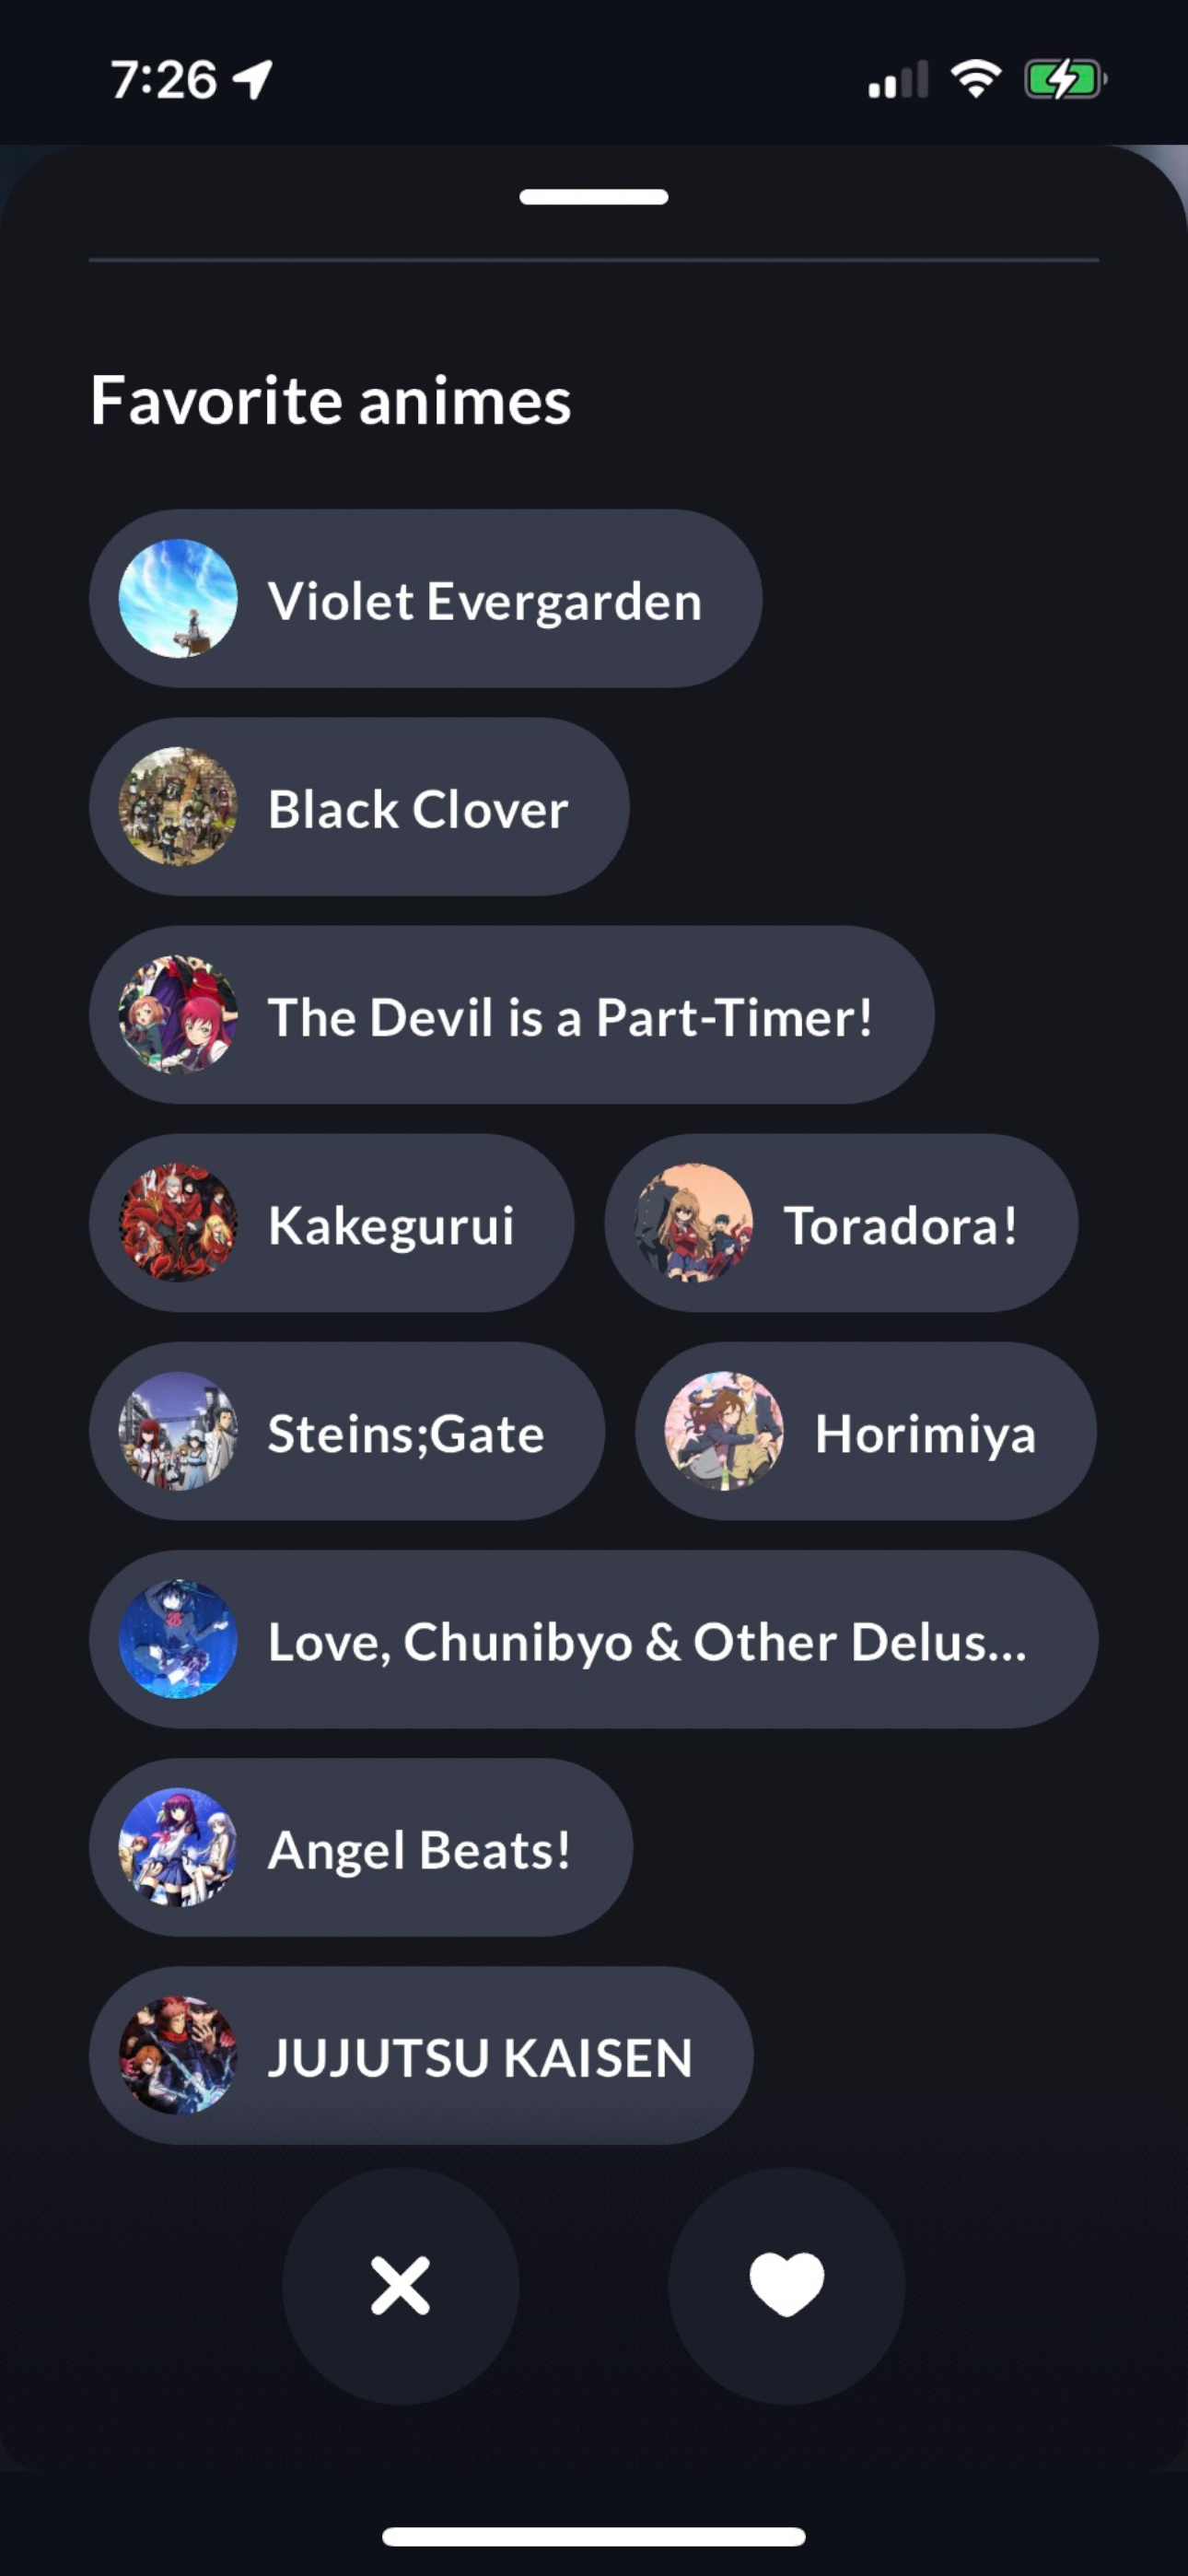 7:26
Favorite animes
Violet Evergarden
Black Clover
The Devil is a Part-Timer!
Kakegurui
Toradora!
Steins;Gate
Horimiya
Love, Chunibyo & Other Delus...
Angel Beats!
JUJUTSU KAISEN